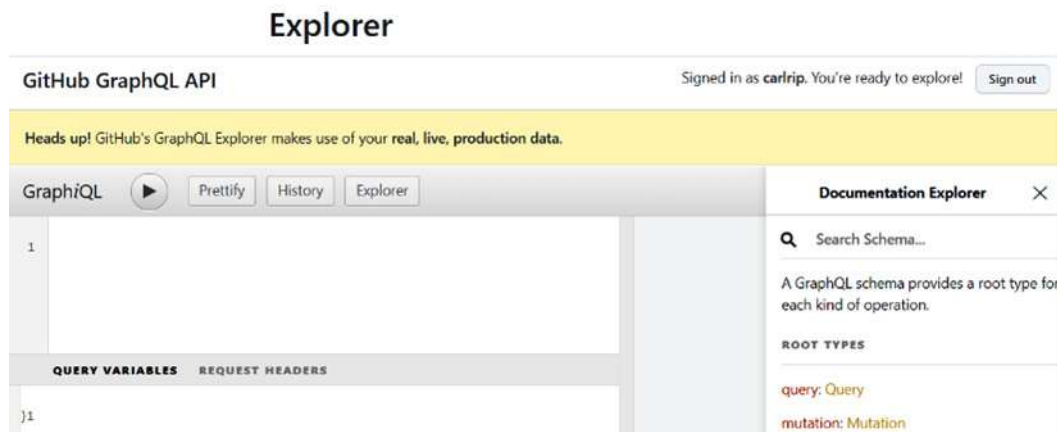 Explorer
GitHub GraphQL API
Signed in as carlrip. You're ready to explore!
Sign out
Heads up! GitHub's GraphQL Explorer makes use of your real, live, production data.
GraphiQL
Prettify
History
Explorer
Documentation Explorer
1
Search Schema...
A GraphQL schema provides a root type for
each kind of operation.
ROOT TYPES
QUERY VARIABLES
REQUEST HEADERS
query: Query
}1
mutation: Mutation